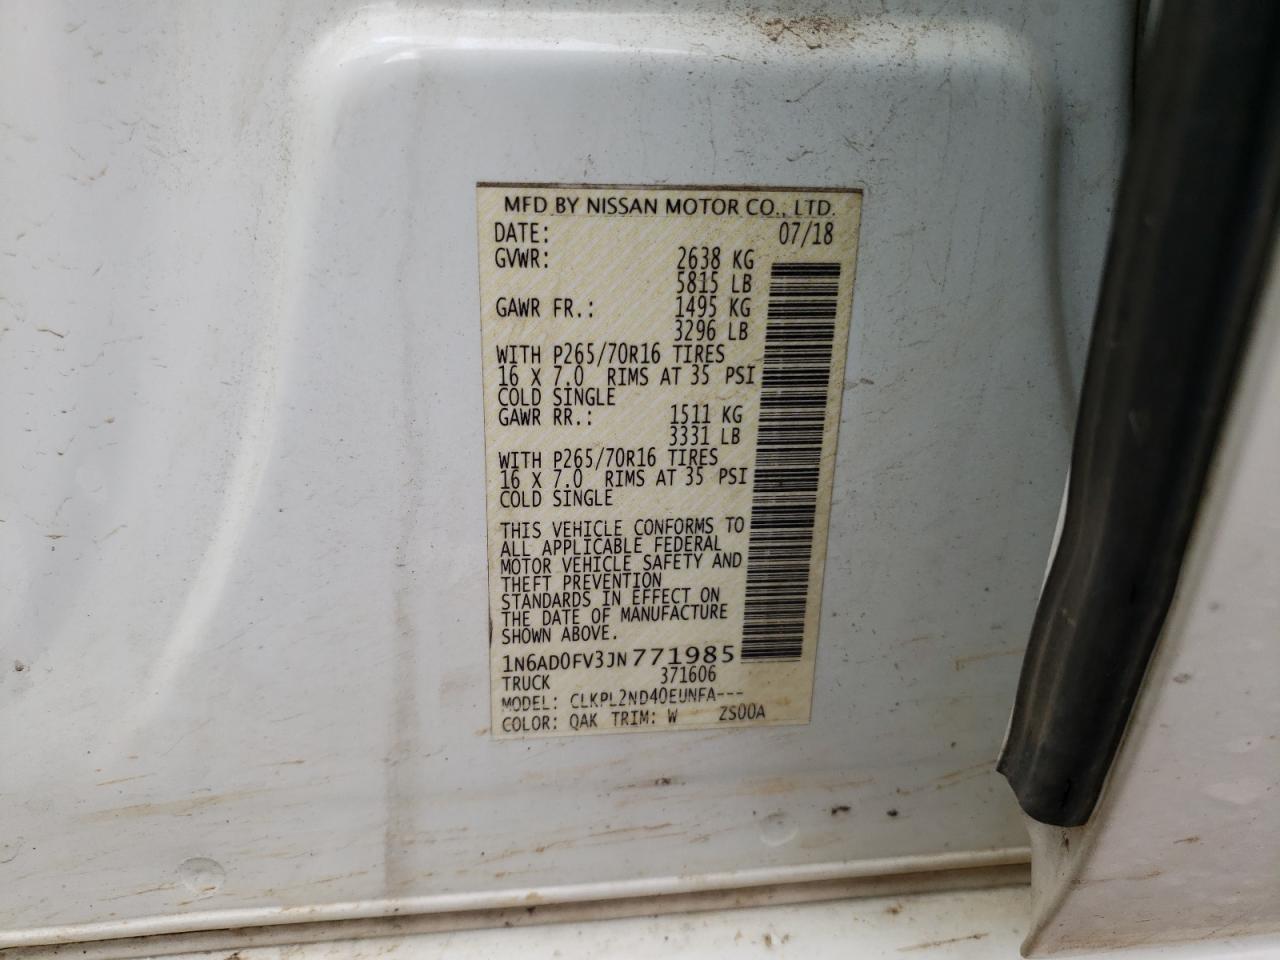 MFD BY NISSAN MOTOR CO., LTD.
DATE: 07/18
GVWR: 2638 KG
5815 LB
GAWR FR.: 1495 KG
3296 LB
WITH P265/70R16 TIRES
16 X 7.0 RIMS AT 35 PSI
COLD SINGLE
GAWR RR.: 1511 KG
3331 LB
WITH P265/70R16 TIRES
16 X 7.0 RIMS AT 35 PSI
COLD SINGLE
THIS VEHICLE CONFORMS TO
ALL APPLICABLE FEDERAL
MOTOR VEHICLE SAFETY AND
THEFT PREVENTION
STANDARDS IN EFFECT ON
THE DATE OF MANUFACTURE
SHOWN ABOVE.
1N6AD0FV3JN771985
TRUCK 371606
MODEL: CLKPL2ND40EUNFA---
COLOR: QAK TRIM: W ZS00A